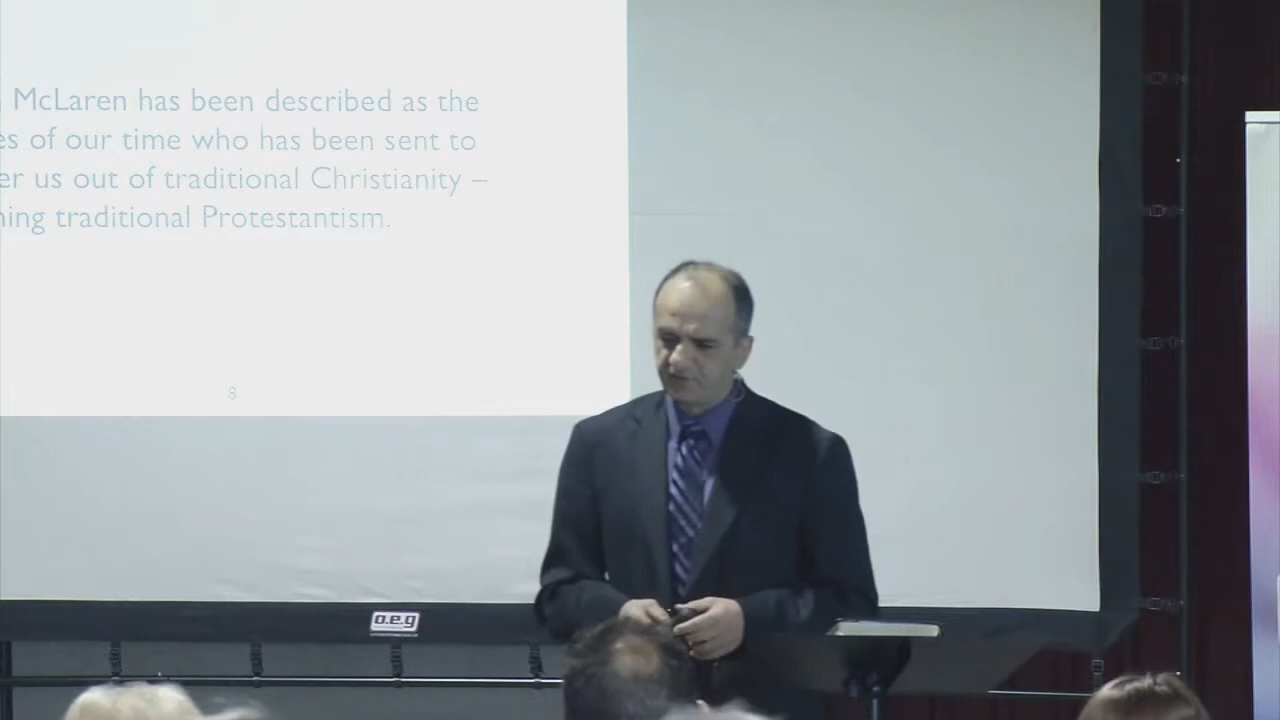 McLaren has been described as the
es of our time who has been sent to
er us out of traditional Christianity –
ning traditional Protestantism.
8
o.e.g